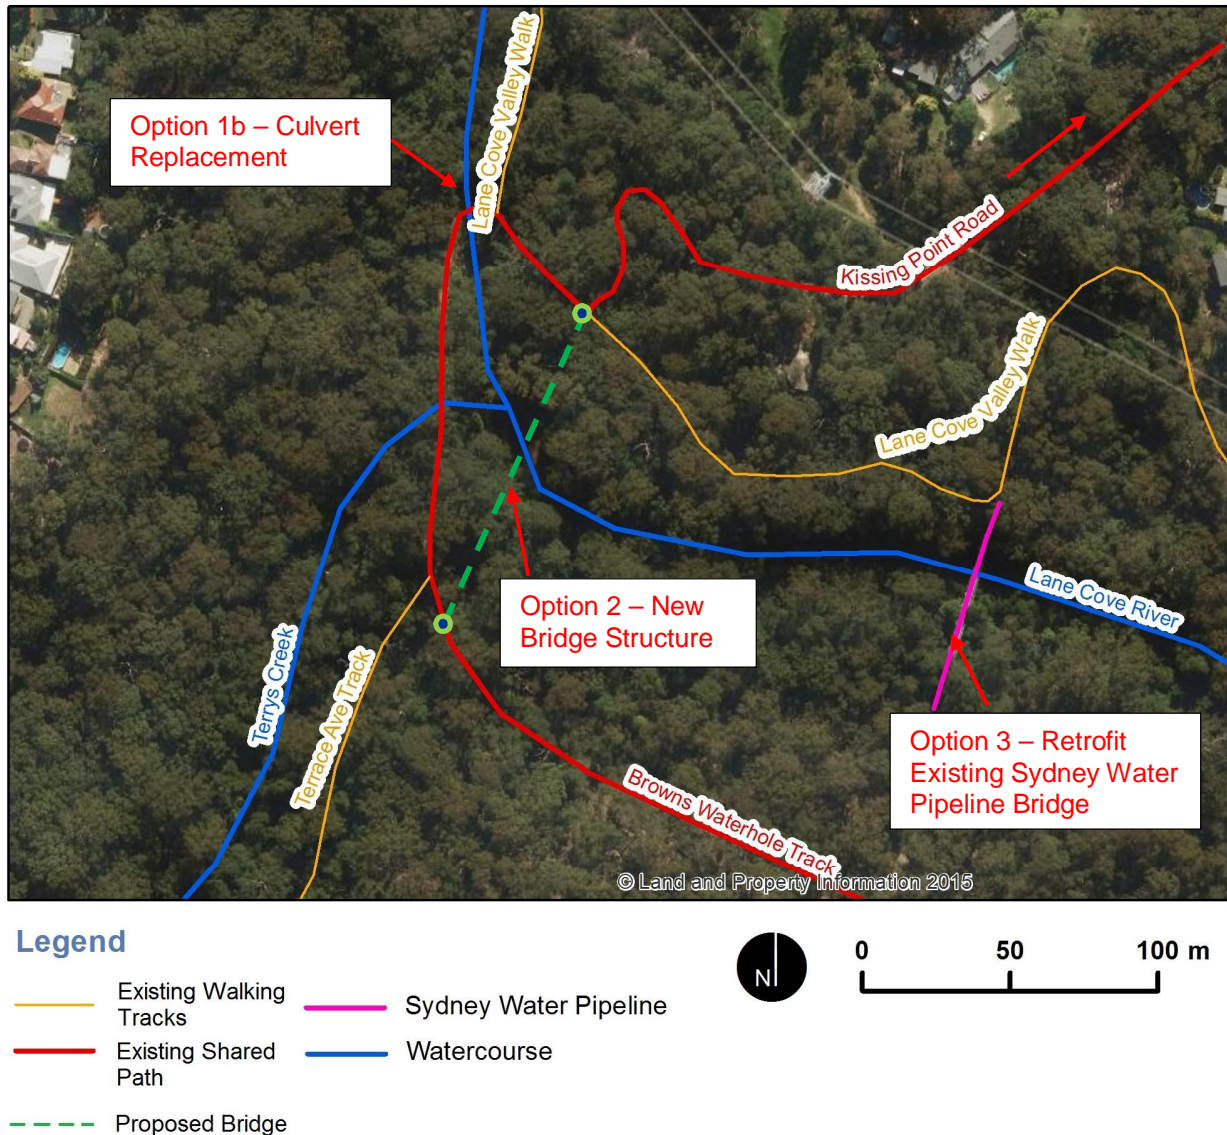 Lane Cove Valley Walk
Option 1b – Culvert
Replacement
Kissing Point Road
Lane Cove Valley Walk
Lane Cove River
Option 2 – New
Bridge Structure
Terrys Creek
Terrace Ave Track
Option 3 – Retrofit
Existing Sydney Water
Pipeline Bridge
Browns Waterhole Track
© Land and Property Information 2015
Legend
Existing Walking
Tracks
Existing Shared
Path
Proposed Bridge
Sydney Water Pipeline
Watercourse
N
0 50 100 m